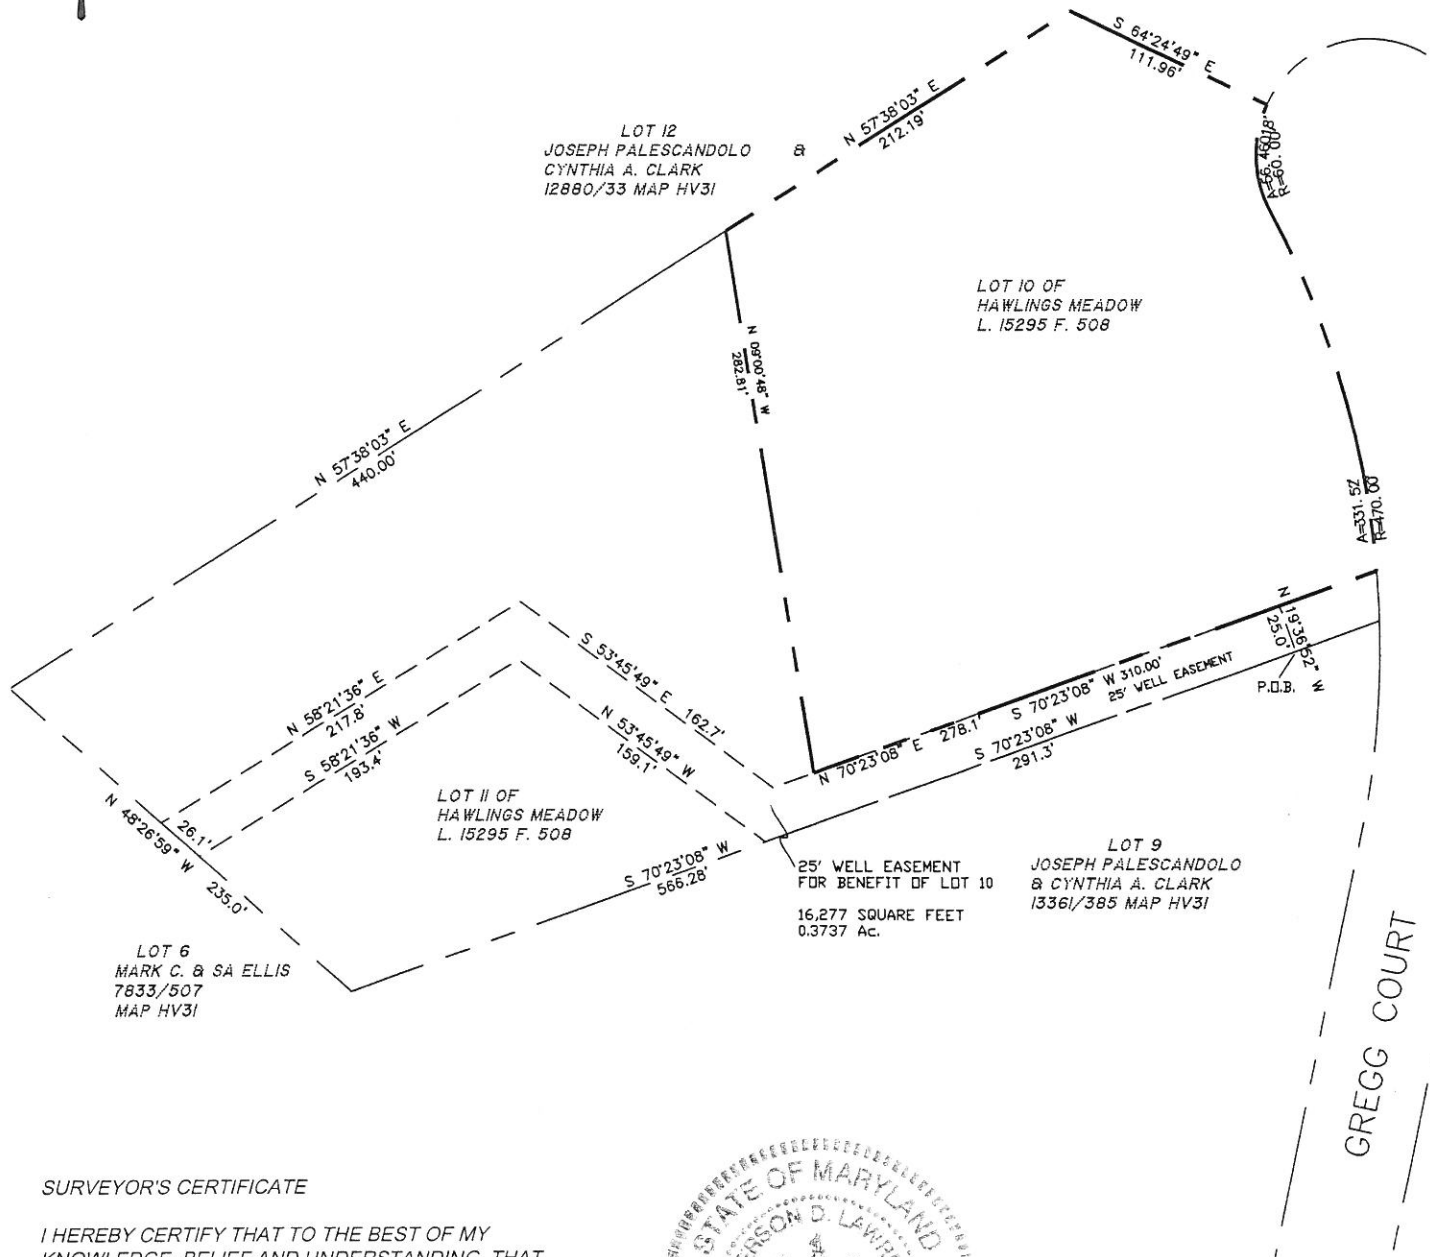 S 64°24'49" E
111.96'
N 57°38'03" E
212.19'
LOT 12
JOSEPH PALESCANDOLO &
CYNTHIA A. CLARK
12880/33 MAP HV31
R=60.00
LOT 10 OF
HAWLINGS MEADOW
L. 15295 F. 508
N 09°00'48" W
282.81'
N 57°38'03" E
440.00'
A=331.52
R=470.00
N 19°36'52" W
25.0'
P.O.B.
S 53°45'49" E 162.7'
N 58°21'36" E
217.8'
S 58°21'36" W
193.4'
N 53°45'49" W
159.1'
S 70°23'08" W 310.00'
25' WELL EASEMENT
N 70°23'08" E 278.1'
S 70°23'08" W
291.3'
LOT 11 OF
HAWLINGS MEADOW
L. 15295 F. 508
26.1'
N 48°26'59" W 235.0'
S 70°23'08" W
566.28'
25' WELL EASEMENT
FOR BENEFIT OF LOT 10
16,277 SQUARE FEET
0.3737 Ac.
LOT 9
JOSEPH PALESCANDOLO
& CYNTHIA A. CLARK
13361/385 MAP HV31
LOT 6
MARK C. & SA ELLIS
7833/507
MAP HV31
GREGG COURT
SURVEYOR'S CERTIFICATE
I HEREBY CERTIFY THAT TO THE BEST OF MY
KNOWLEDGE, BELIEF AND UNDERSTANDING, THAT
STATE OF MARYLAND
D.